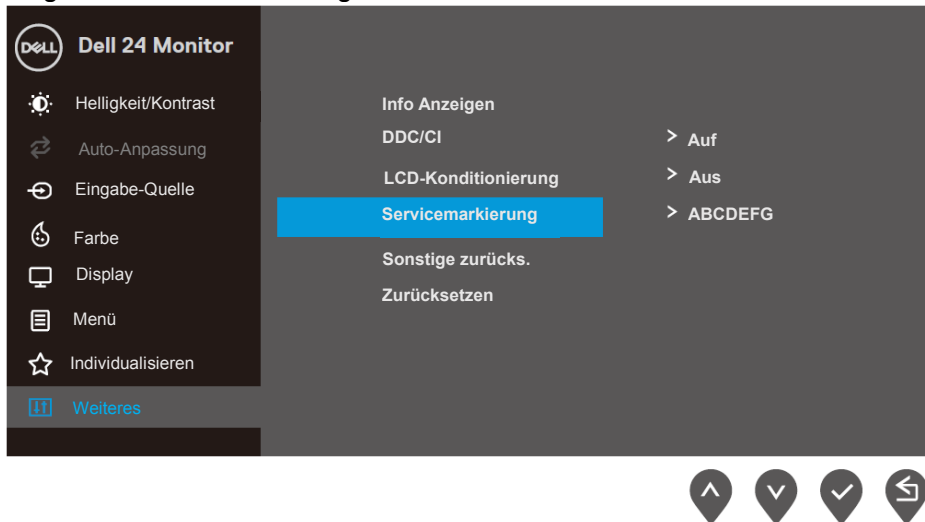 DELL Dell 24 Monitor
Helligkeit/Kontrast
Info Anzeigen
DDC/CI > Auf
Auto-Anpassung
LCD-Konditionierung > Aus
Eingabe-Quelle
Servicemarkierung > ABCDEFG
Farbe
Sonstige zurücks.
Display
Zurücksetzen
Menü
Individualisieren
Weiteres